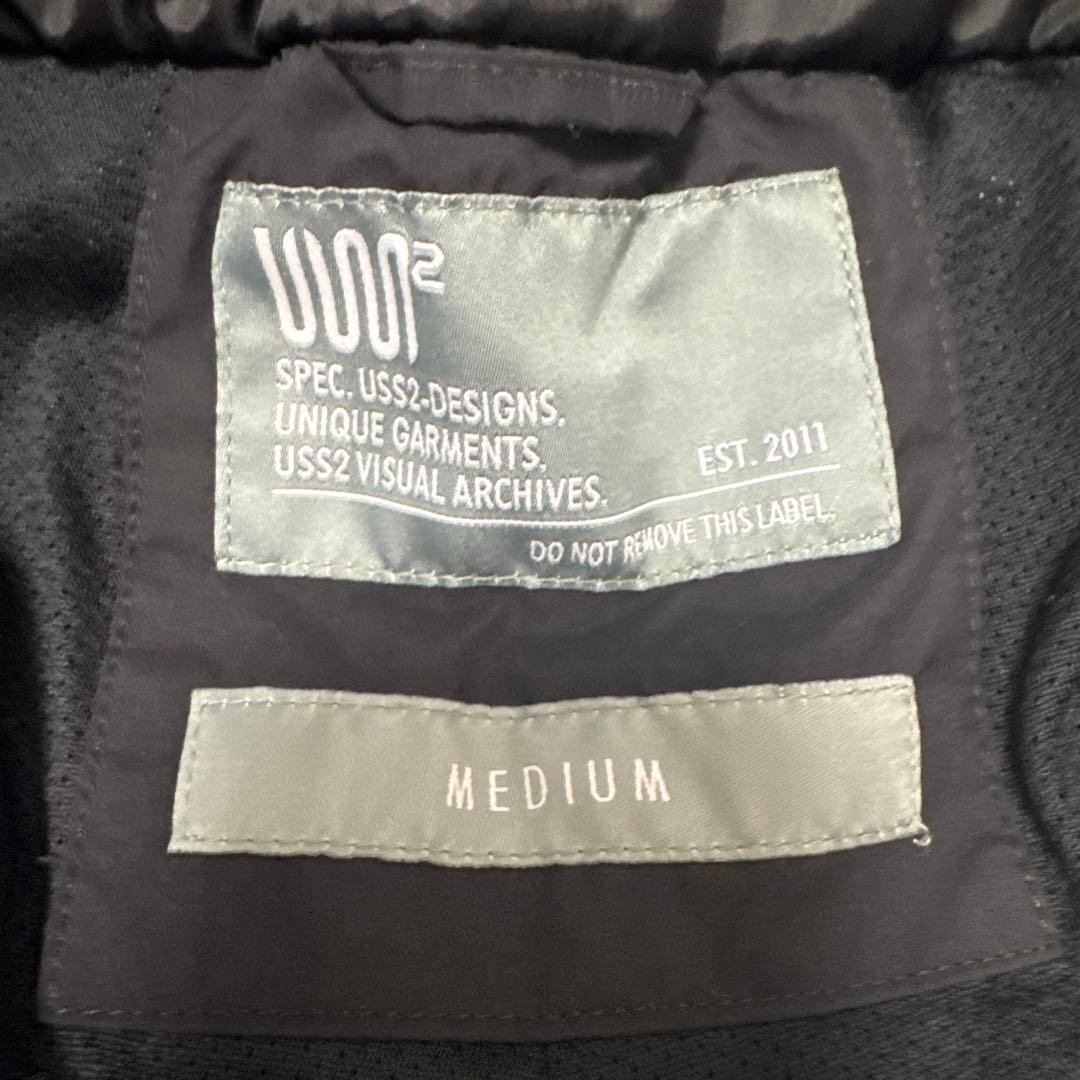 SPEC. USS2-DESIGNS.
UNIQUE GARMENTS.
USS2 VISUAL ARCHIVES.
EST. 2011
DO NOT REMOVE THIS LABEL.
MEDIUM